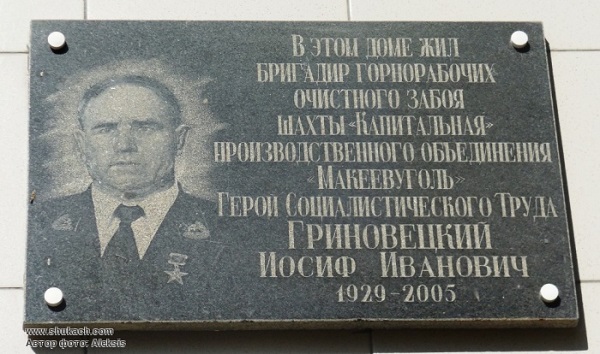 В этом доме жил
бригадир горнорабочих
очистного забоя
шахты «Капитальная»
производственного объединения
«Макеевуголь»
Герой Социалистического Труда
Гриновецкий
Иосиф Иванович
1929-2005
www.shukach.com
Автор фото: Aleksis